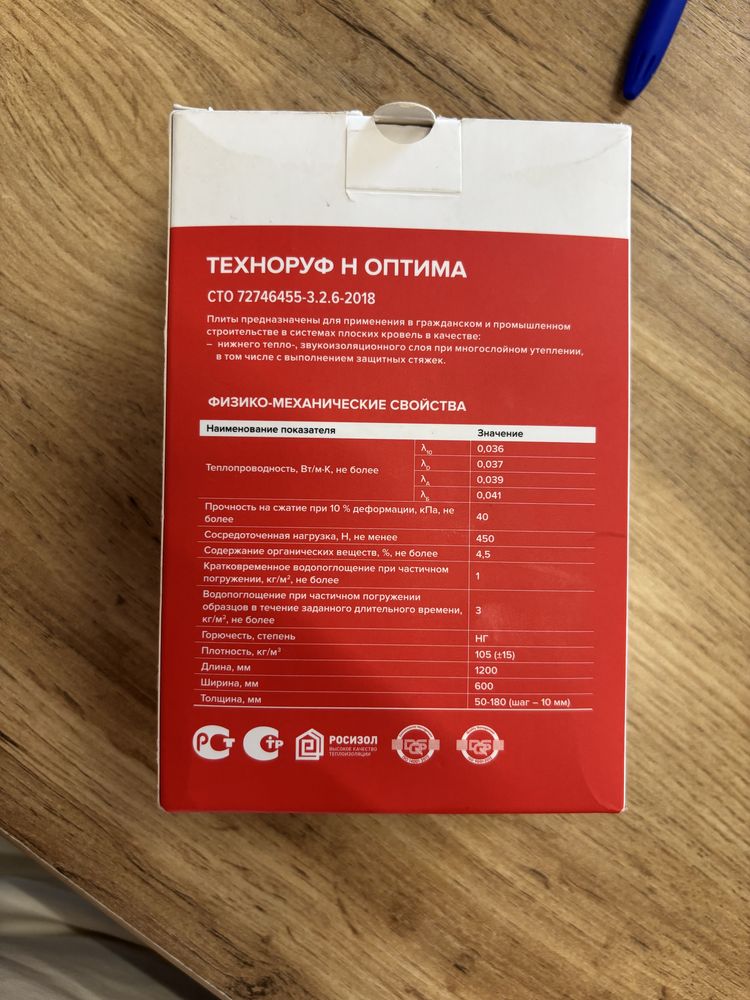 ТЕХНОРУФ Н ОПТИМА
СТО 72746455-3.2.6-2018
Плиты предназначены для применения в гражданском и промышленном
строительстве в системах плоских кровель в качестве:
– нижнего тепло-, звукоизоляционного слоя при многослойном утеплении,
в том числе с выполнением защитных стяжек.
ФИЗИКО-МЕХАНИЧЕСКИЕ СВОЙСТВА
Наименование показателя Значение
Теплопроводность, Вт/м·К, не более
λ10 0,036
λD 0,037
λА 0,039
λБ 0,041
Прочность на сжатие при 10 % деформации, кПа, не
более 40
Сосредоточенная нагрузка, Н, не менее 450
Содержание органических веществ, %, не более 4,5
Кратковременное водопоглощение при частичном
погружении, кг/м², не более 1
Водопоглощение при частичном погружении
образцов в течение заданного длительного времени, 3
кг/м², не более
Горючесть, степень НГ
Плотность, кг/м³ 105 (±15)
Длина, мм 1200
Ширина, мм 600
Толщина, мм 50-180 (шаг – 10 мм)
РСТ
СТР
РОСИЗОЛ
ВЫСОКОЕ КАЧЕСТВО
ТЕПЛОИЗОЛЯЦИИ